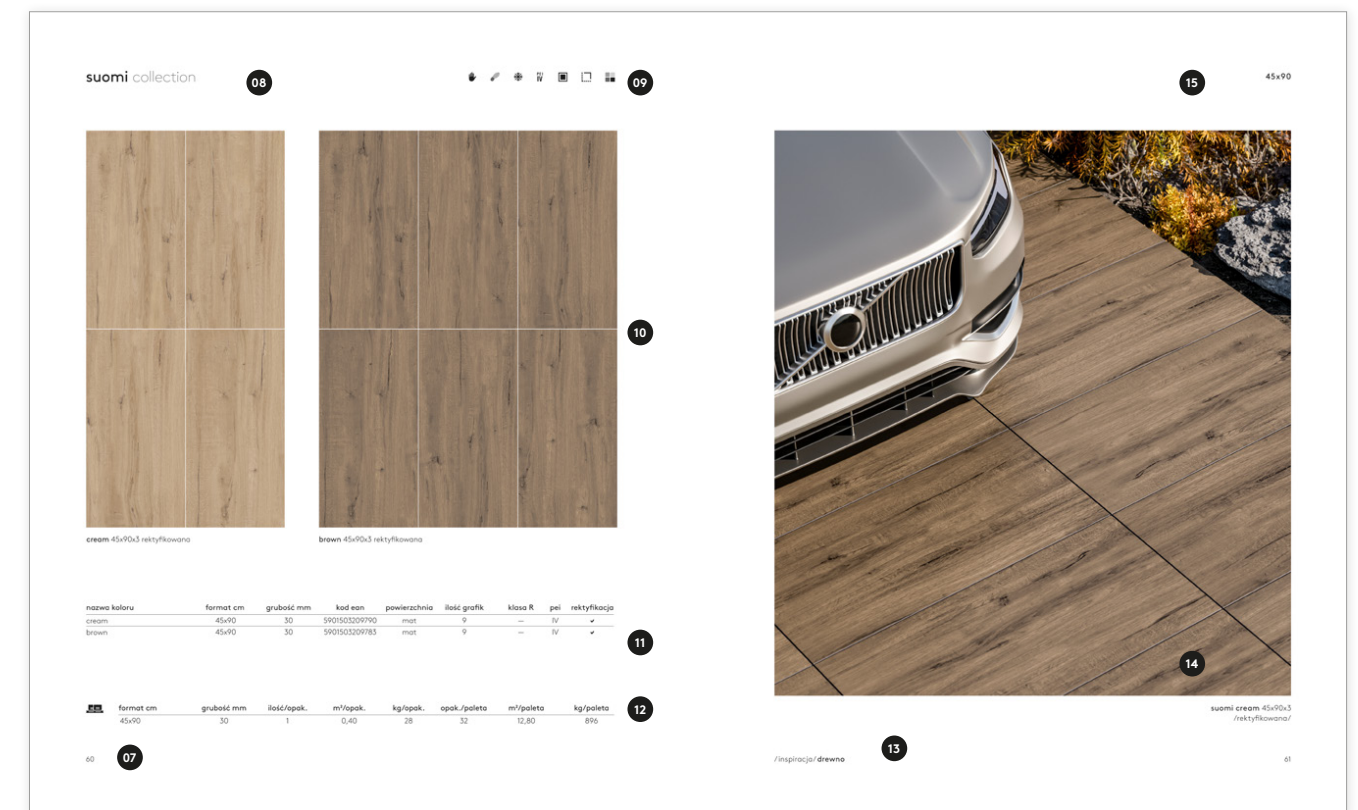 suomi collection
08
PEI IV
09
15
45x90
10
cream 45x90x3 rektyfikowana
brown 45x90x3 rektyfikowana
nazwa koloru format cm grubość mm kod ean powierzchnia ilość grafik klasa R pei rektyfikacja
cream 45x90 30 5901503209790 mat 9 — IV ✔
brown 45x90 30 5901503209783 mat 9 — IV ✔
11
14
format cm grubość mm ilość/opak. m²/opak. kg/opak. opak./paleta m²/paleta kg/paleta
45x90 30 1 0,40 28 32 12,80 896
12
suomi cream 45x90x3
/rektyfikowana/
60
07
/inspiracja/drewno
13
61